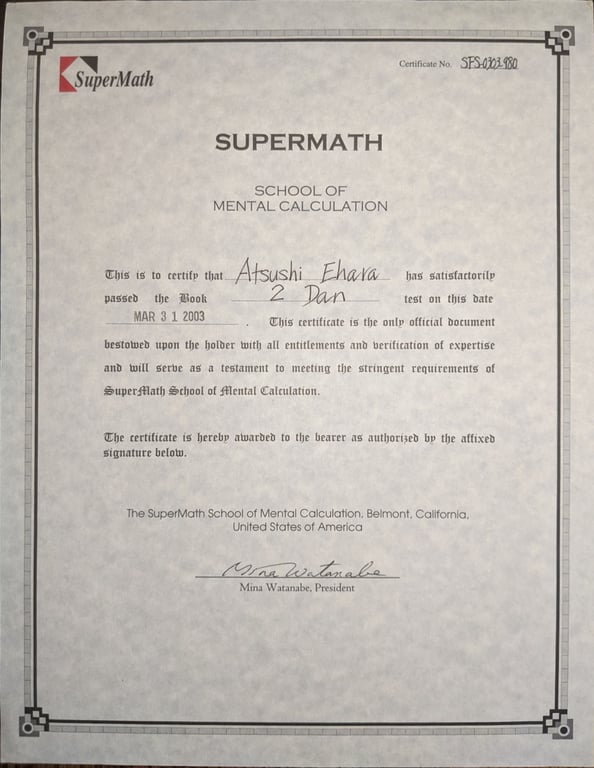 SuperMath
Certificate No. SFS-0303-980
SUPERMATH
SCHOOL OF
MENTAL CALCULATION
This is to certify that Atsushi Ehara has satisfactorily
passed the Book 2 Dan test on this date
MAR 31 2003 . This certificate is the only official document
bestowed upon the holder with all entitlements and verification of expertise
and will serve as a testament to meeting the stringent requirements of
SuperMath School of Mental Calculation.
The certificate is hereby awarded to the bearer as authorized by the affixed
signature below.
The SuperMath School of Mental Calculation, Belmont, California,
United States of America
Mina Watanabe
Mina Watanabe, President